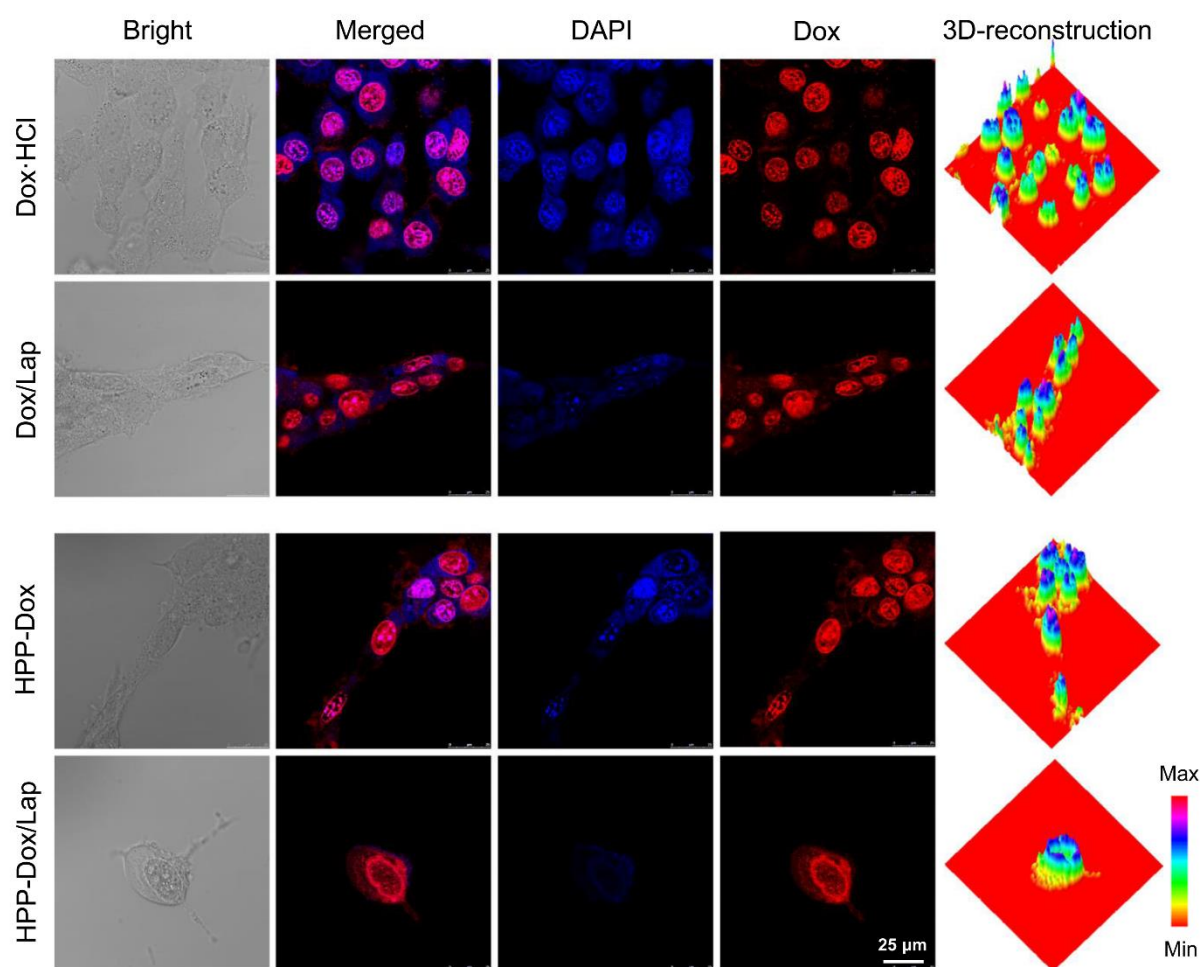 Bright Merged DAPI Dox 3D-reconstruction
Dox·HCl
Dox/Lap
HPP-Dox
HPP-Dox/Lap
25 μm
Max
Min